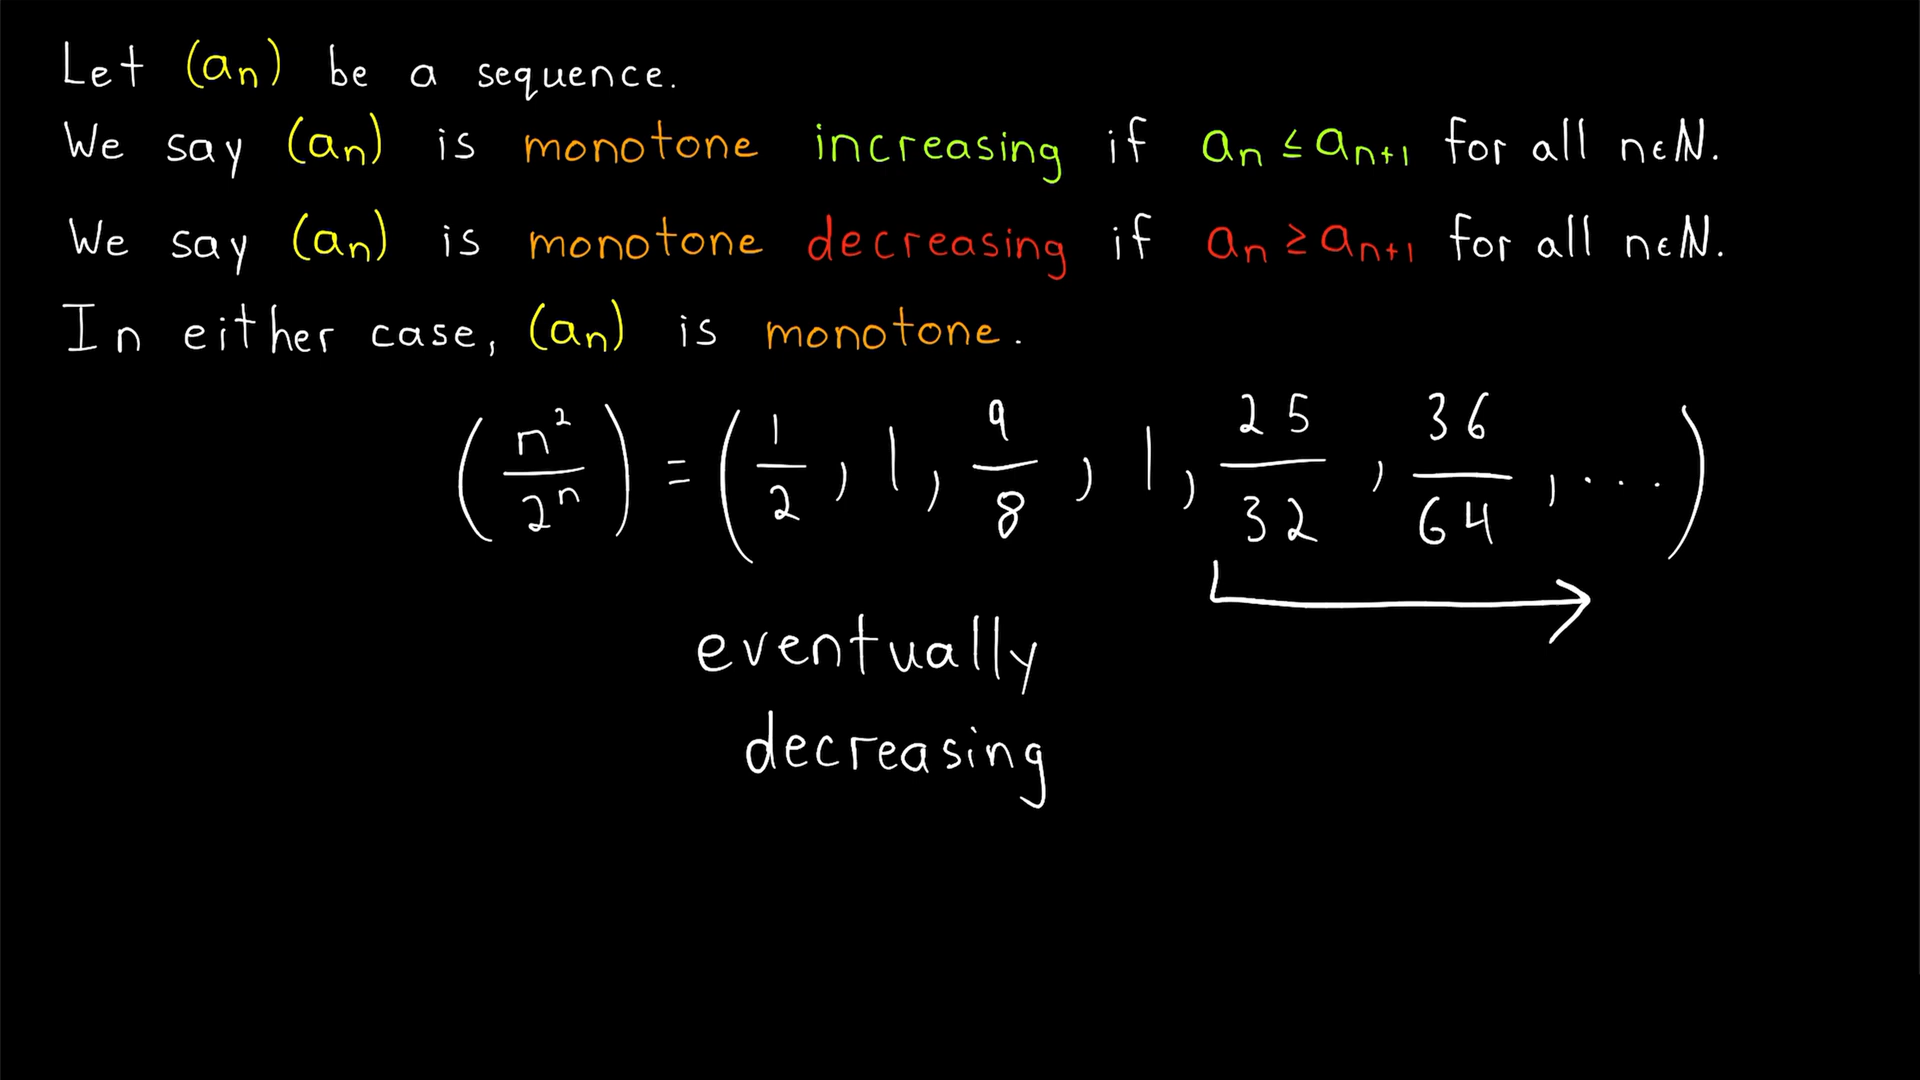 Let (aₙ) be a sequence.
We say (aₙ) is monotone increasing if aₙ ≤ aₙ₊₁ for all n∈ℕ.
We say (aₙ) is monotone decreasing if aₙ ≥ aₙ₊₁ for all n∈ℕ.
In either case, (aₙ) is monotone.
(n²/2ⁿ) = (1/2, 1, 9/8, 1, 25/32, 36/64, ...)
eventually
decreasing